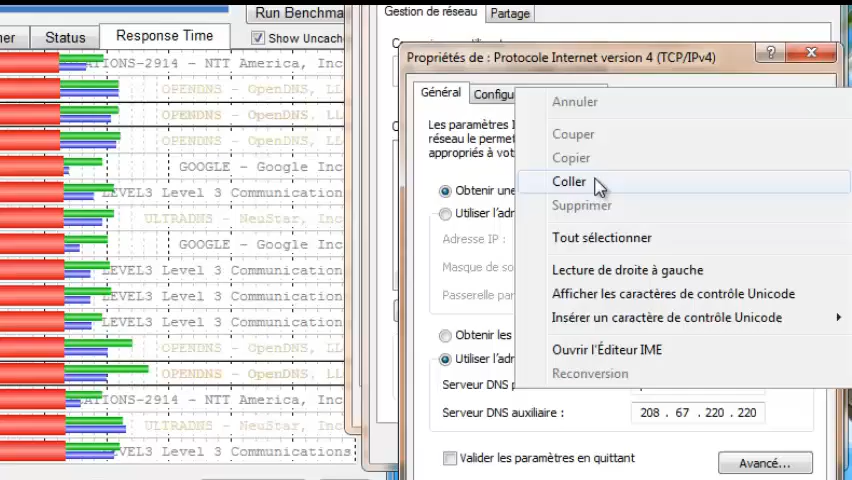 Run Benchma
ner
Status
Response Time
Show Uncach
ATIONS-2914 - NTT America, Inc
OPENDNS - OpenDNS, LL
OPENDNS - OpenDNS, LL
OPENDNS - OpenDNS, LL
GOOGLE - Google Inc
LEVEL3 Level 3 Communication
ULTRADNS - NeuStar, Inc
GOOGLE - Google Inc
LEVEL3 Level 3 Communication
LEVEL3 Level 3 Communication
LEVEL3 Level 3 Communication
OPENDNS - OpenDNS, LL
OPENDNS - OpenDNS, LL
ATIONS-2914 - NTT America, Inc
ULTRADNS - NeuStar, Inc
LEVEL3 Level 3 Communications
Gestion de réseau
Partage
Propriétés de : Protocole Internet version 4 (TCP/IPv4)
Général
Configu
Les paramètres I
réseau le permet
appropriés à vot
Obtenir une
Utiliser l'adr
Adresse IP :
Masque de so
Passerelle par
Obtenir les
Utiliser l'adr
Serveur DNS p
Serveur DNS auxiliaire :
208 . 67 . 220 . 220
Valider les paramètres en quittant
Avancé...
Annuler
Couper
Copier
Coller
Supprimer
Tout sélectionner
Lecture de droite à gauche
Afficher les caractères de contrôle Unicode
Insérer un caractère de contrôle Unicode
Ouvrir l'Éditeur IME
Reconversion